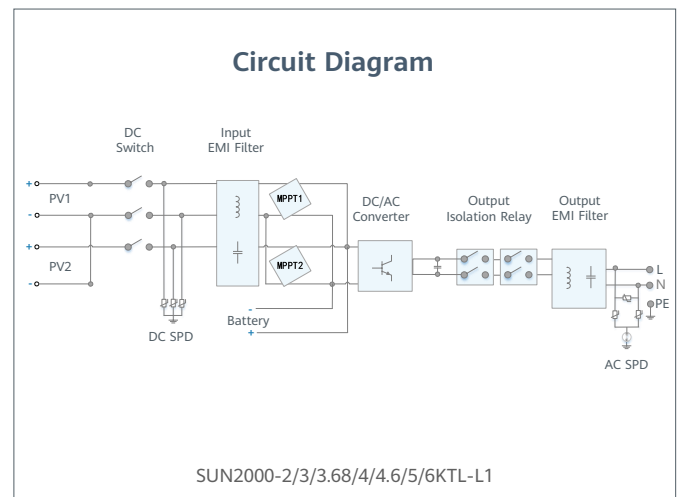 Circuit Diagram
DC
Switch
Input
EMI Filter
DC/AC
Converter
Output
Isolation Relay
Output
EMI Filter
+
PV1
-
+
PV2
-
MPPT1
MPPT2
L
N
PE
DC SPD
-
Battery
+
AC SPD
SUN2000-2/3/3.68/4/4.6/5/6KTL-L1